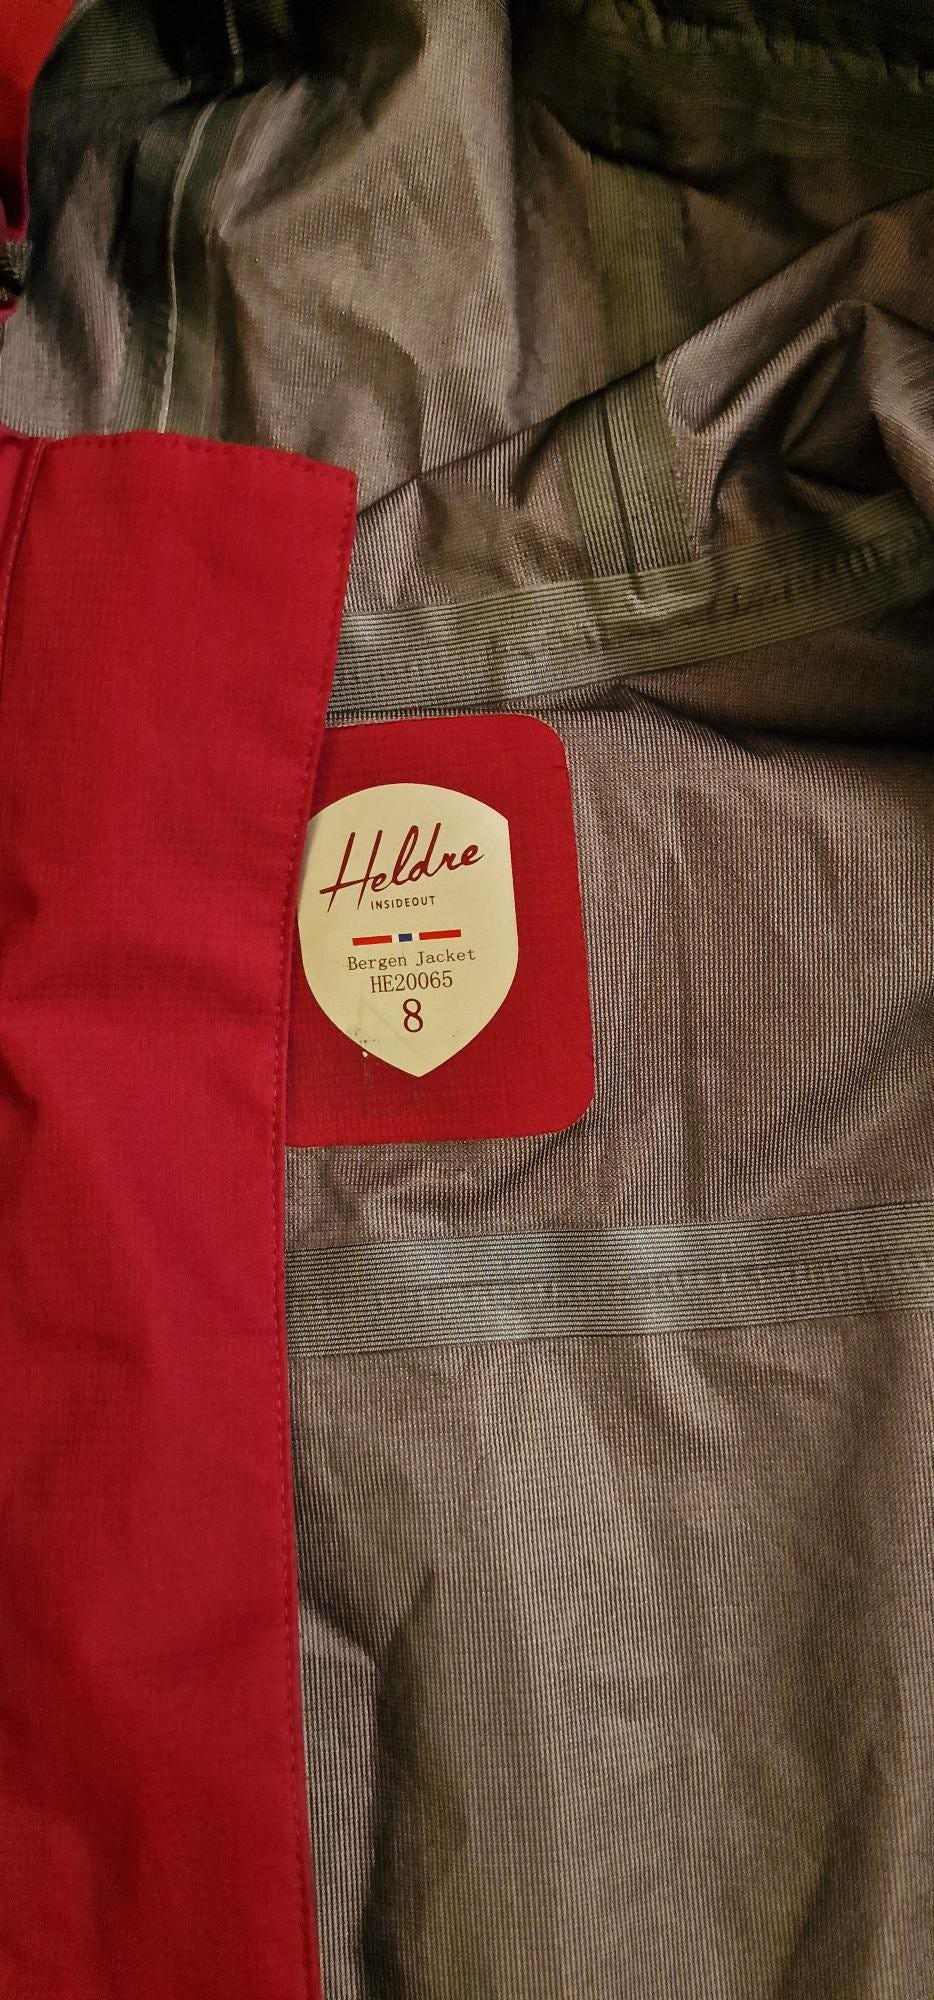 Heldre
INSIDEOUT
Bergen Jacket
HE20065
8